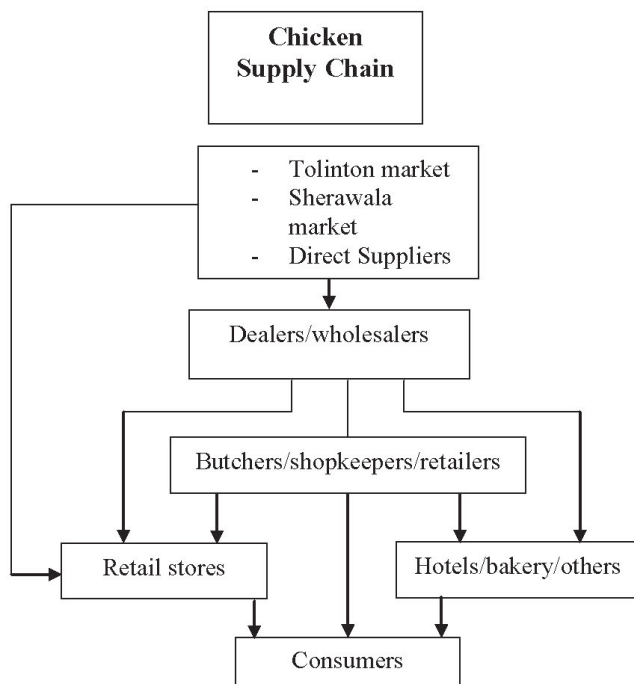 Chicken
Supply Chain
- Tolinton market
- Sherawala
market
- Direct Suppliers
Dealers/wholesalers
Butchers/shopkeepers/retailers
Retail stores
Hotels/bakery/others
Consumers